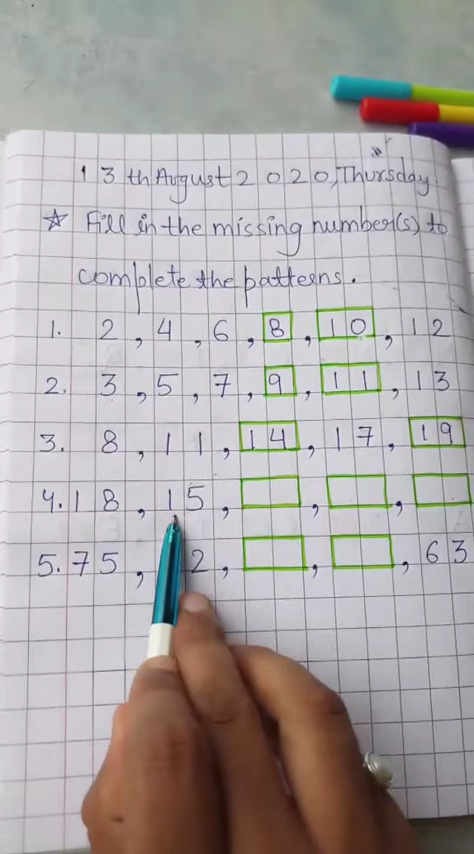 13th August 2020, Thursday.
☆ Fill in the missing number(s) to
complete the patterns.
1. 2, 4, 6, 8, 10, 12
2. 3, 5, 7, 9, 11, 13
3. 8, 11, 14, 17, 19
4. 18, 15, , ,
5. 75, 2, , , 63